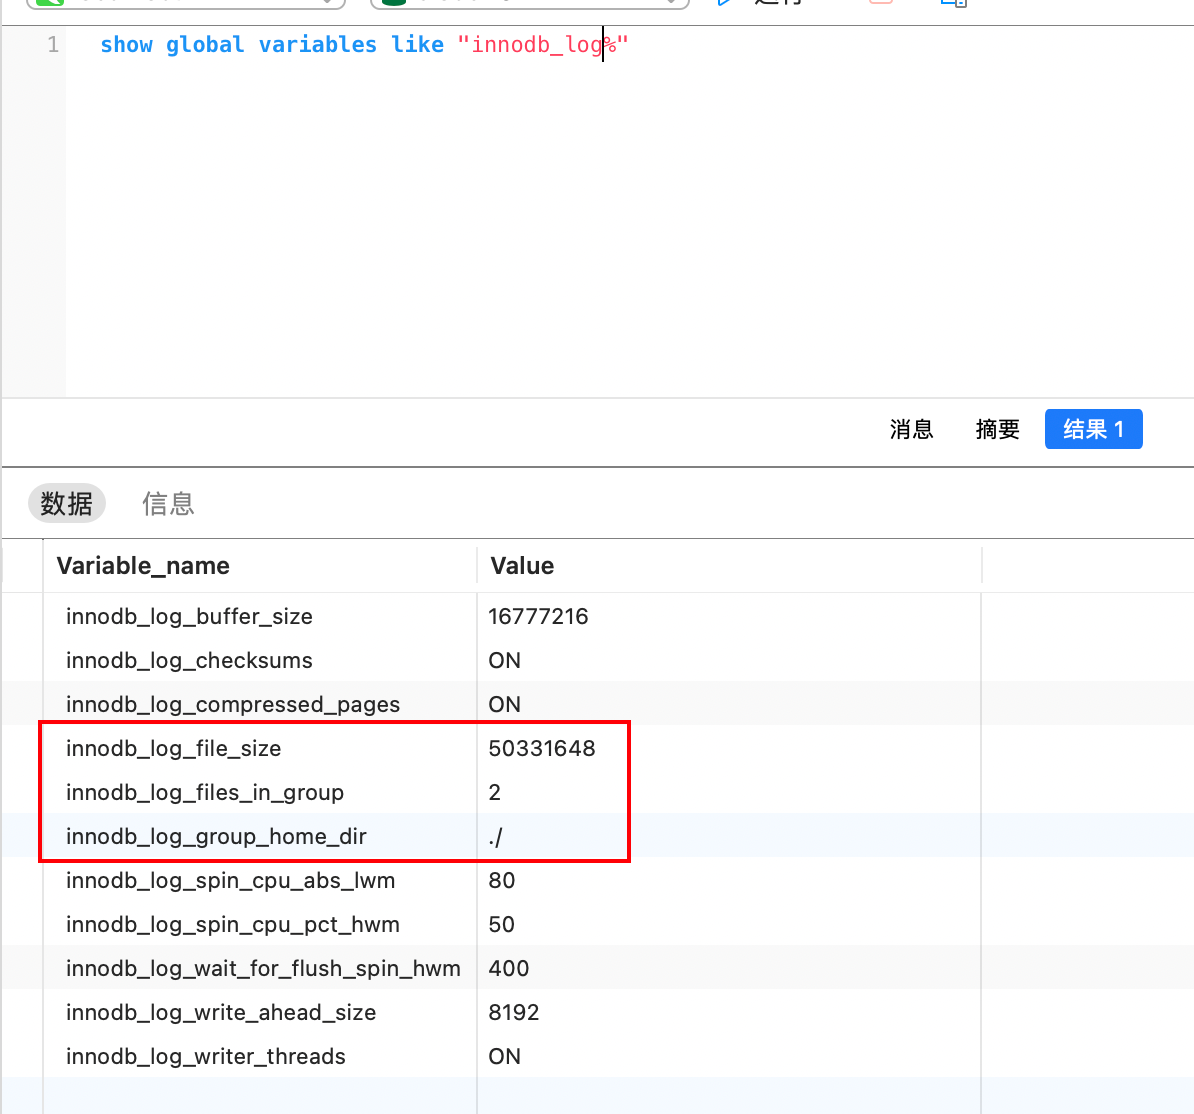 运行
1 show global variables like "innodb_log%"
消息 摘要 结果 1
数据 信息
Variable_name Value
innodb_log_buffer_size 16777216
innodb_log_checksums ON
innodb_log_compressed_pages ON
innodb_log_file_size 50331648
innodb_log_files_in_group 2
innodb_log_group_home_dir ./
innodb_log_spin_cpu_abs_lwm 80
innodb_log_spin_cpu_pct_hwm 50
innodb_log_wait_for_flush_spin_hwm 400
innodb_log_write_ahead_size 8192
innodb_log_writer_threads ON